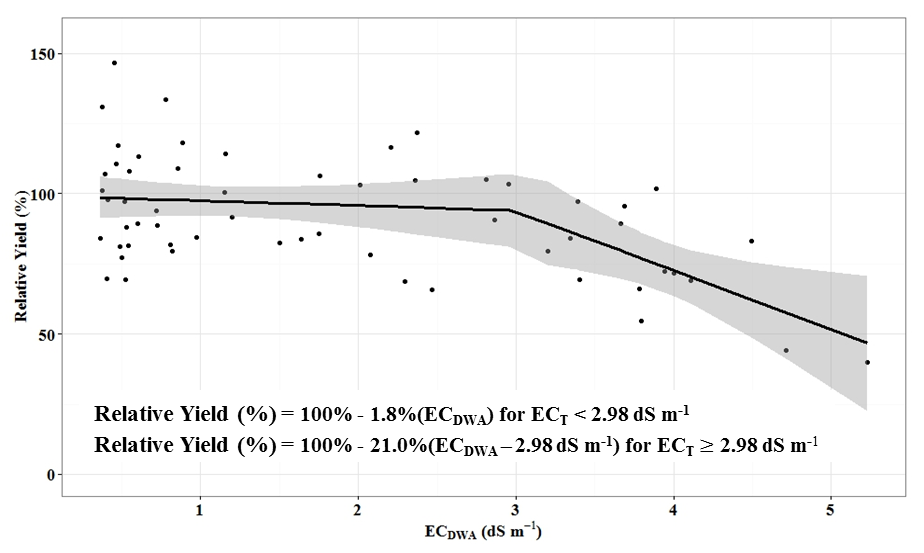 150
100
50
0
Relative Yield (%)
Relative Yield (%) = 100% - 1.8%(EC_DWA) for EC_T < 2.98 dS m⁻¹
Relative Yield (%) = 100% - 21.0%(EC_DWA – 2.98 dS m⁻¹) for EC_T ≥ 2.98 dS m⁻¹
1 2 3 4 5
EC_DWA (dS m⁻¹)